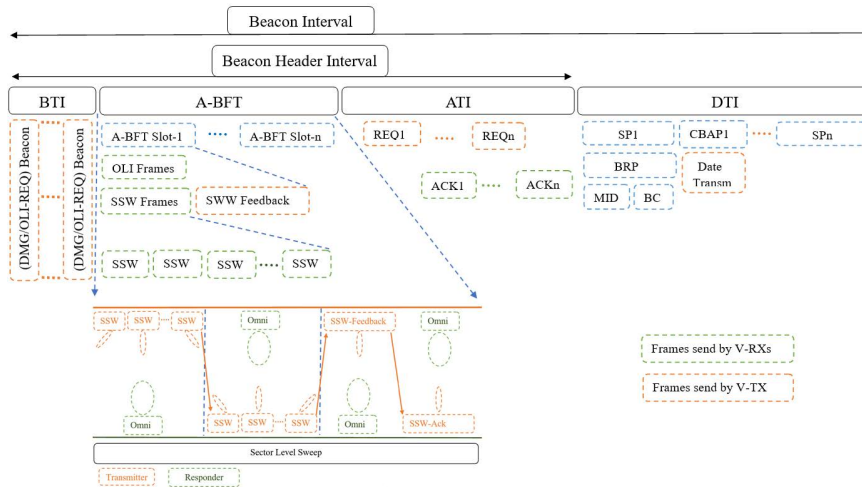 Beacon Interval
Beacon Header Interval
BTI
A-BFT
ATI
DTI
(DMG/OLI-REQ) Beacon
(DMG/OLI-REQ) Beacon
A-BFT Slot-1
A-BFT Slot-n
REQ1
REQn
SP1
CBAP1
SPn
OLI Frames
BRP
Date
Transm
SSW Frames
SWW Feedback
ACK1
ACKn
MID
BC
SSW
SSW
SSW
SSW
SSW
SSW
SSW
Omni
SSW-Feedback
Omni
Frames send by V-RXs
Frames send by V-TX
Omni
SSW
SSW
SSW
Omni
SSW-Ack
Sector Level Sweep
Transmitter
Responder